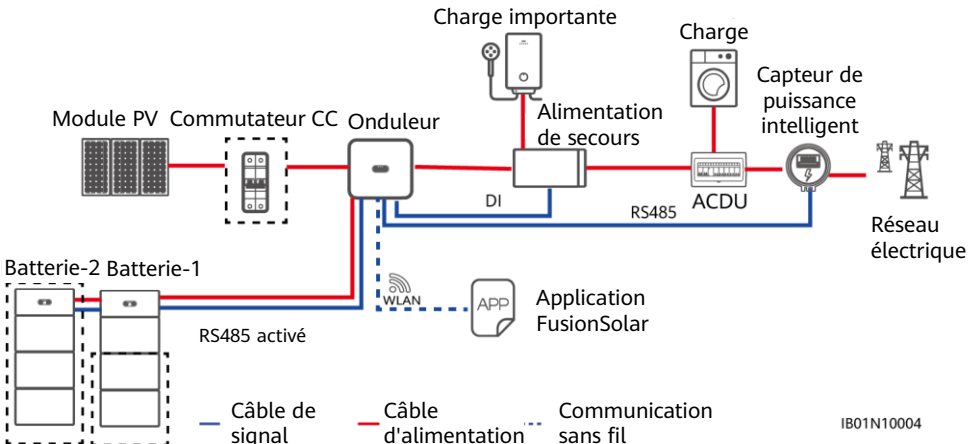 Charge importante
Charge
Capteur de
puissance
intelligent
Module PV
Commutateur CC
Onduleur
Alimentation
de secours
DI
RS485
ACDU
Réseau
électrique
Batterie-2
Batterie-1
WLAN
APP
Application
FusionSolar
RS485 activé
Câble de
signal
Câble
d'alimentation
Communication
sans fil
IB01N10004